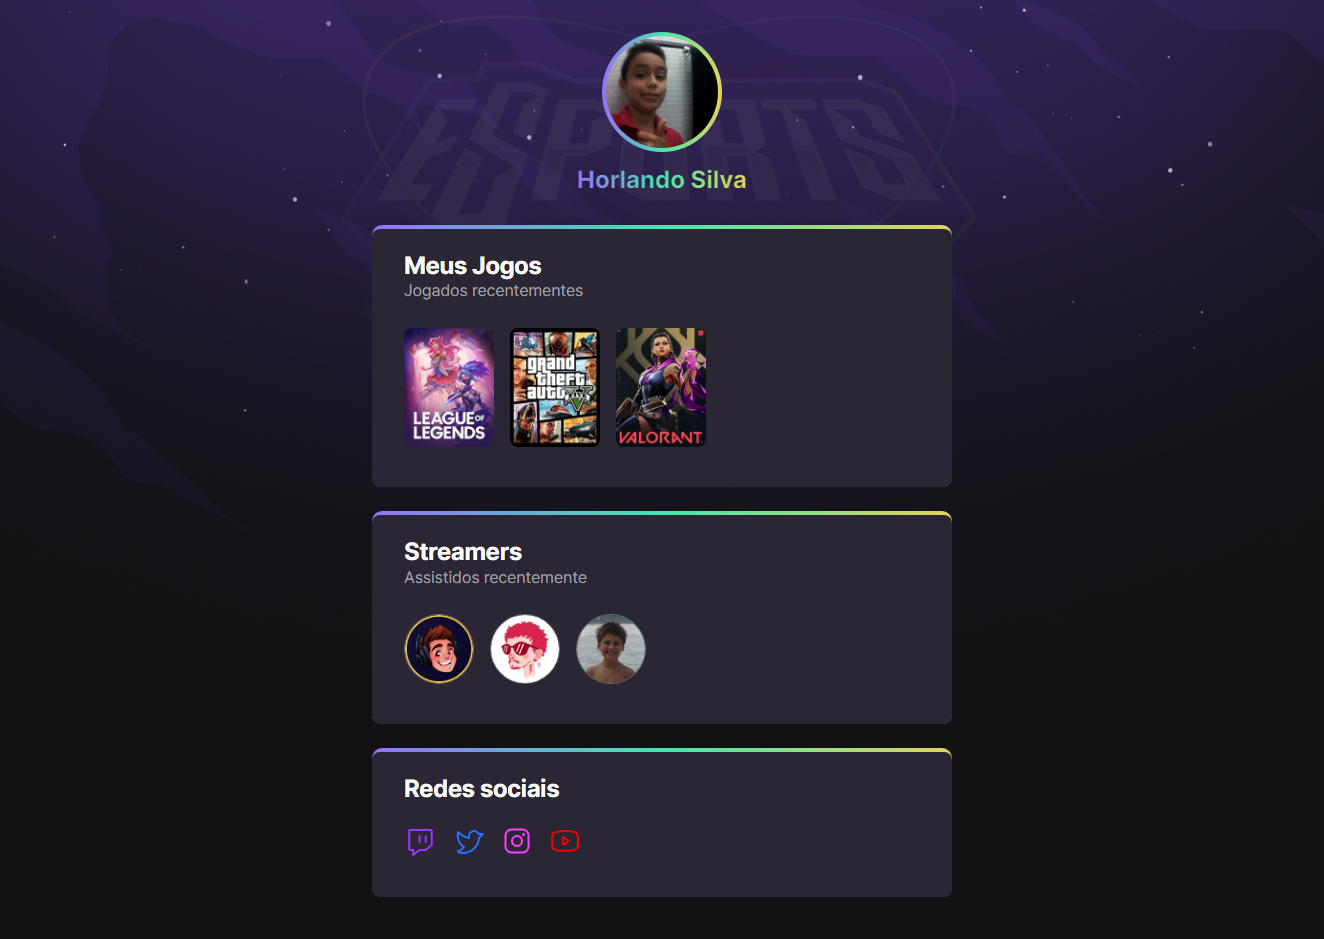 ESPORTS
Horlando Silva
Meus Jogos
Jogados recentementes
LEAGUE OF
LEGENDS
grand
theft
auto
V
VALORANT
Streamers
Assistidos recentemente
Redes sociais